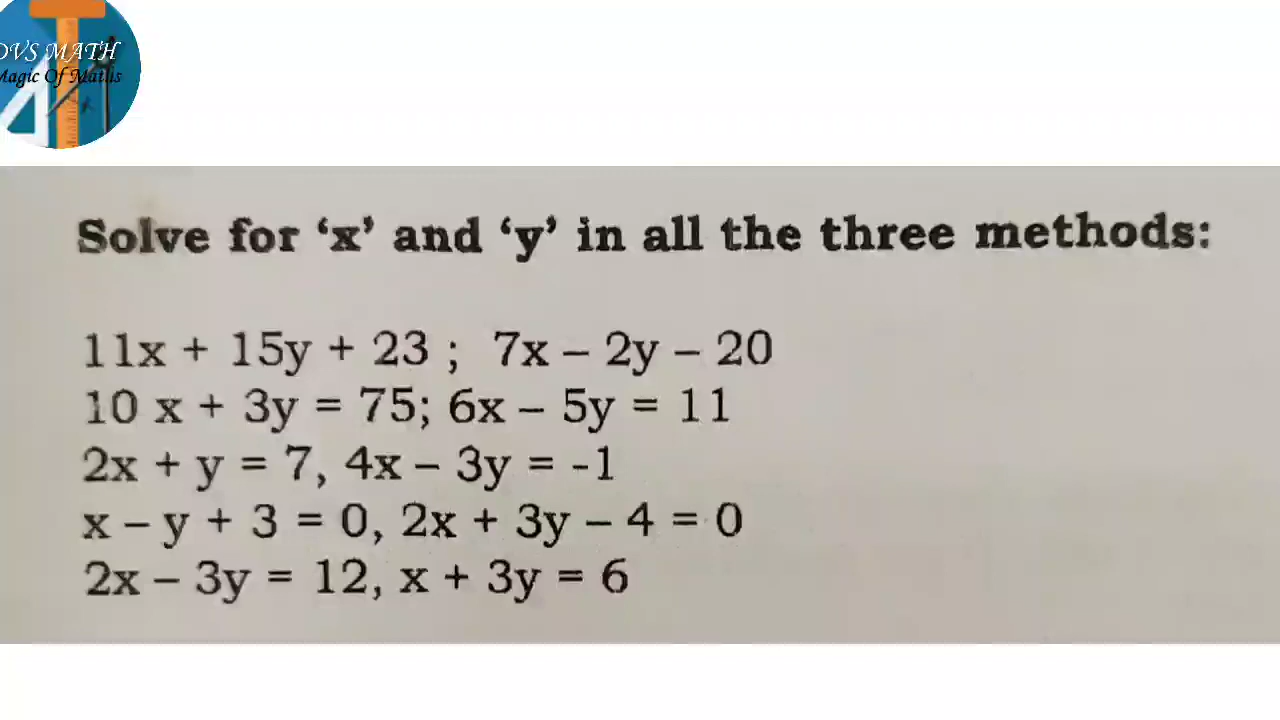 DVS MATH
Magic Of Maths
Solve for ‘x’ and ‘y’ in all the three methods:
11x + 15y + 23 ; 7x – 2y – 20
10 x + 3y = 75; 6x – 5y = 11
2x + y = 7, 4x – 3y = -1
x – y + 3 = 0, 2x + 3y – 4 = 0
2x – 3y = 12, x + 3y = 6